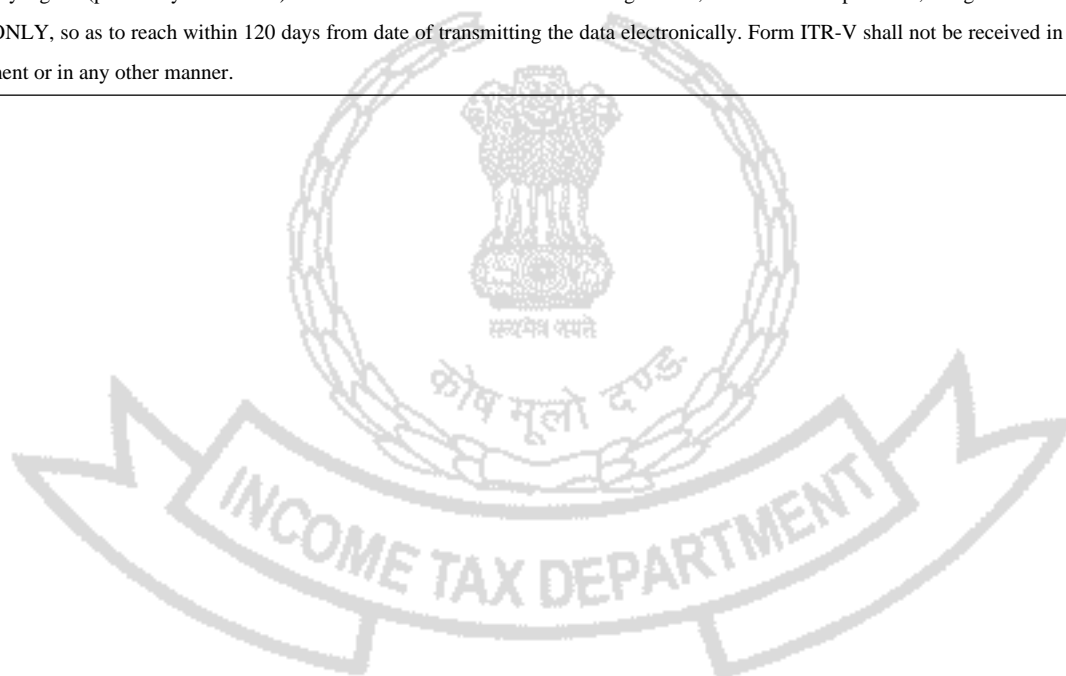 ONLY, so as to reach within 120 days from date of transmitting the data electronically. Form ITR-V shall not be received in
ent or in any other manner.
सत्यमेव जयते
कोष मूलो दण्ड:
INCOME TAX DEPARTMENT